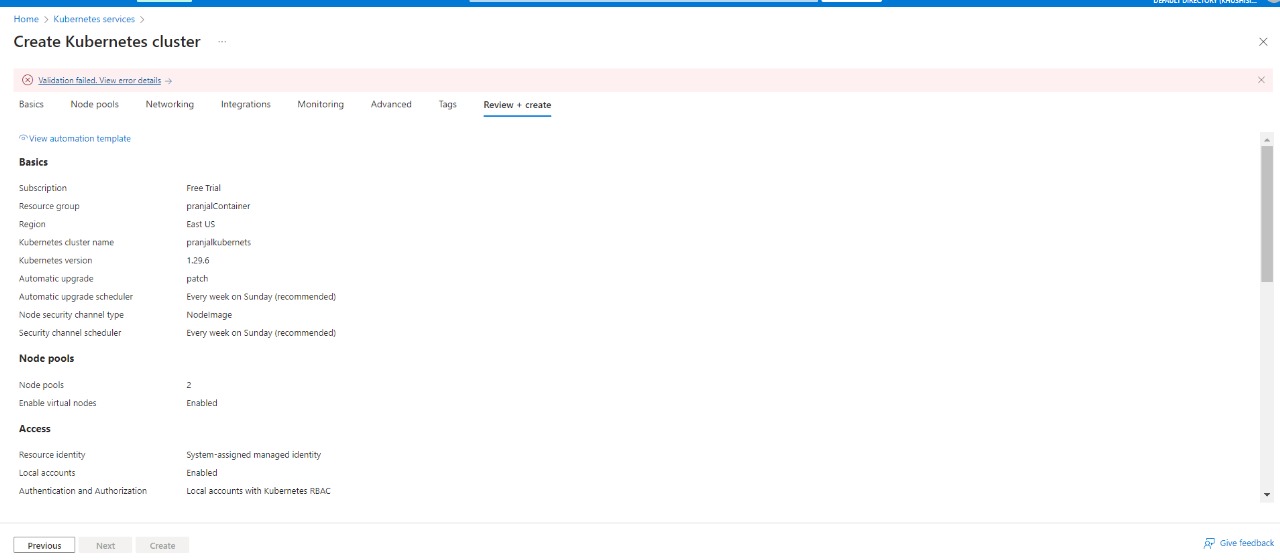 Home > Kubernetes services >
Create Kubernetes cluster ...
Validation failed. View error details →
Basics Node pools Networking Integrations Monitoring Advanced Tags Review + create
View automation template
Basics
Subscription Free Trial
Resource group pranjalContainer
Region East US
Kubernetes cluster name pranjalkubernets
Kubernetes version 1.29.6
Automatic upgrade patch
Automatic upgrade scheduler Every week on Sunday (recommended)
Node security channel type NodeImage
Security channel scheduler Every week on Sunday (recommended)
Node pools
Node pools 2
Enable virtual nodes Enabled
Access
Resource identity System-assigned managed identity
Local accounts Enabled
Authentication and Authorization Local accounts with Kubernetes RBAC
Previous Next Create Give feedback